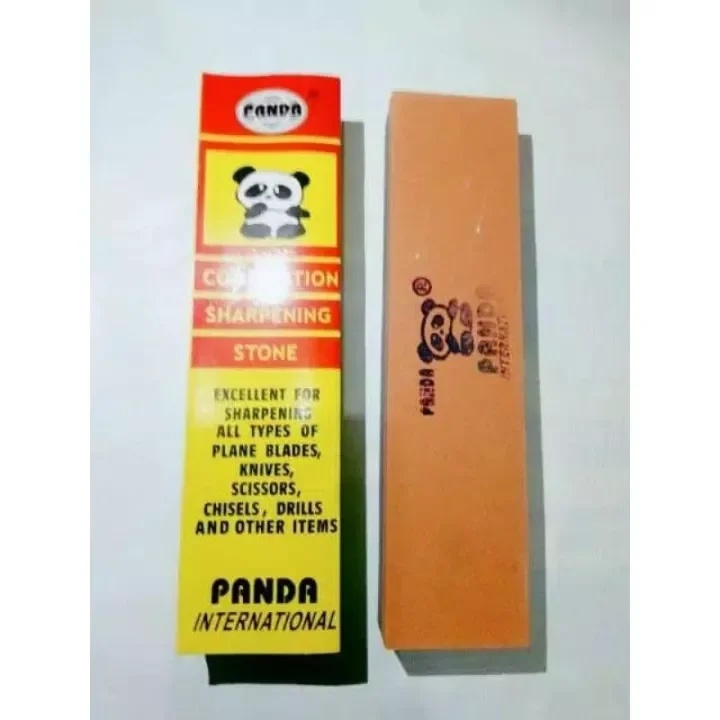 PANDA
COMBINATION
SHARPENING
STONE
EXCELLENT FOR
SHARPENING
ALL TYPES OF
PLANE BLADES,
KNIVES,
SCISSORS,
CHISELS, DRILLS
AND OTHER ITEMS
PANDA
INTERNATIONAL
®
PANDA
PANDA